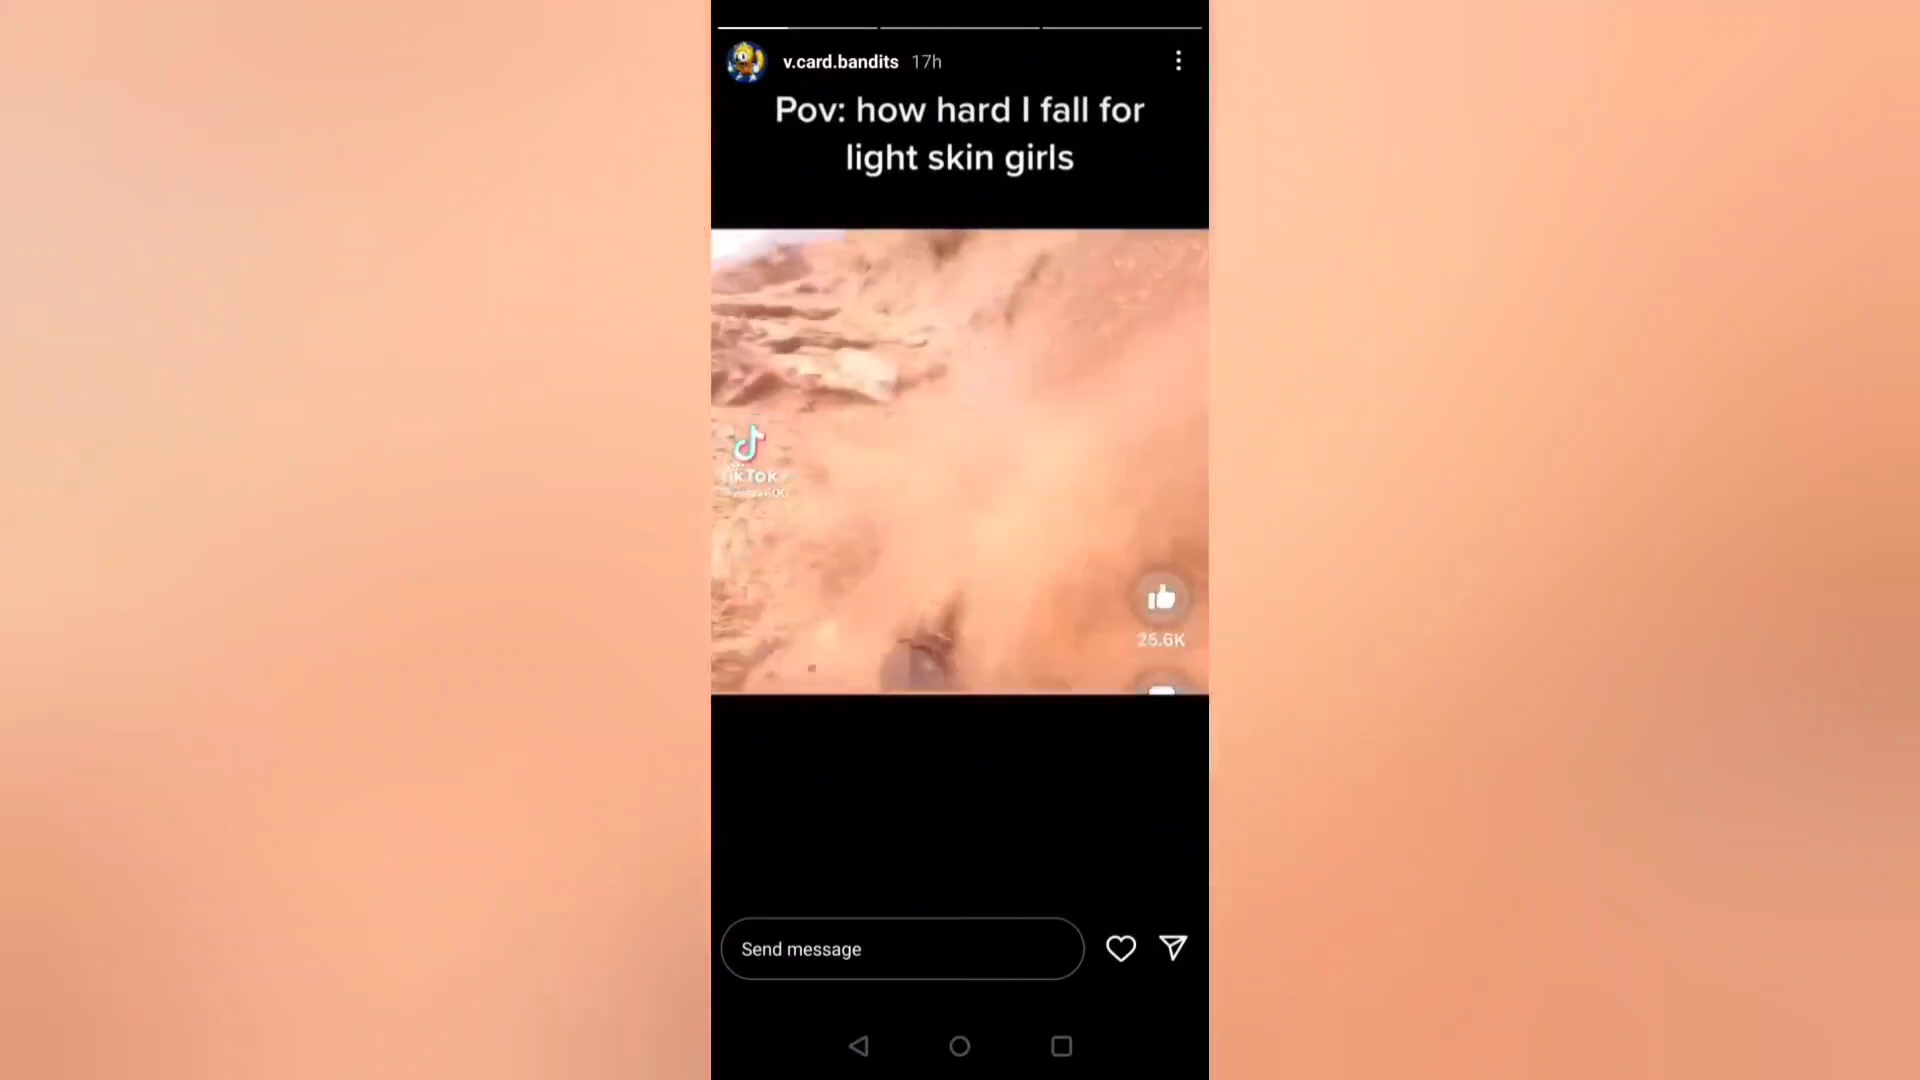 v.card.bandits 17h
Pov: how hard I fall for
light skin girls
TikTok
25.6K
Send message